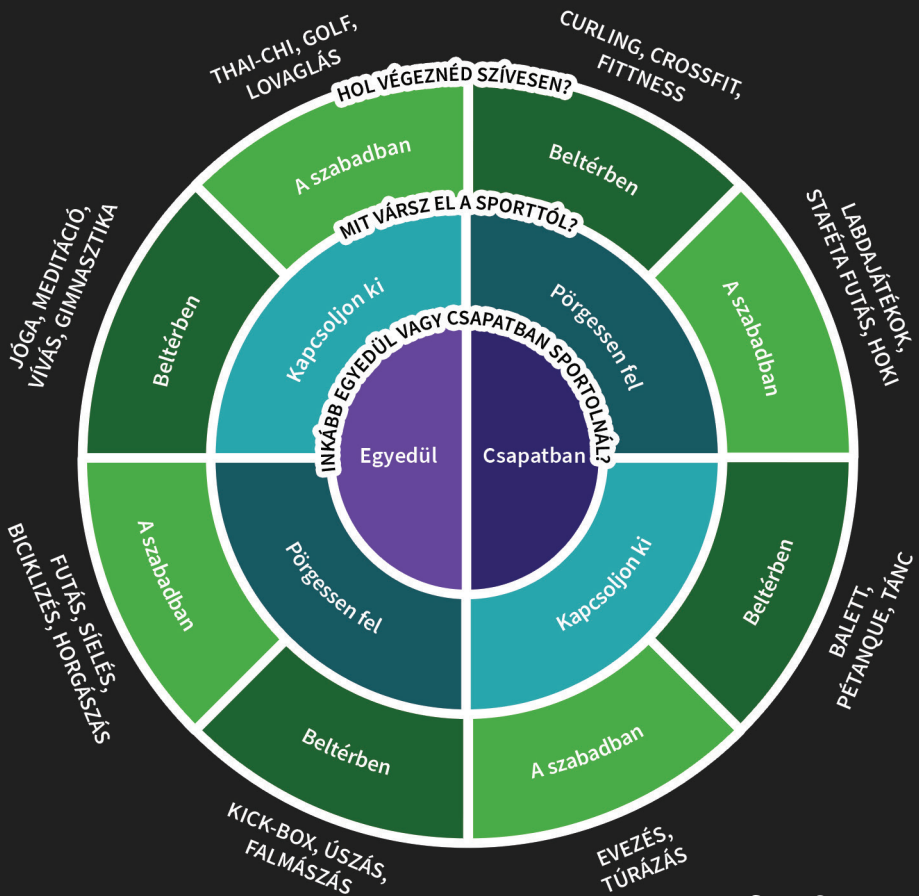 THAI-CHI, GOLF,
LOVAGLÁS
CURLING, CROSSFIT,
FITTNESS
HOL VÉGEZNÉD SZÍVESEN?
A szabadban
Beltérben
MIT VÁRSZ EL A SPORTTÓL?
JÓGA, MEDITÁCIÓ,
VÍVÁS, GIMNASZTIKA
LABDAJÁTÉKOK,
STAFÉTA FUTÁS, HOKI
Beltérben
Kapcsoljon ki
Pörgessen fel
A szabadban
INKÁBB EGYEDÜL VAGY CSAPATBAN SPORTOLNÁL?
Egyedül
Csapatban
A szabadban
Pörgessen fel
Kapcsoljon ki
Beltérben
FUTÁS, SÍELÉS,
BICIKLIZÉS, HORGÁSZÁS
BALETT,
PÉTANQUE, TÁNC
Beltérben
A szabadban
KICK-BOX, ÚSZÁS,
FALMÁSZÁS
EVEZÉS,
TÚRÁZÁS